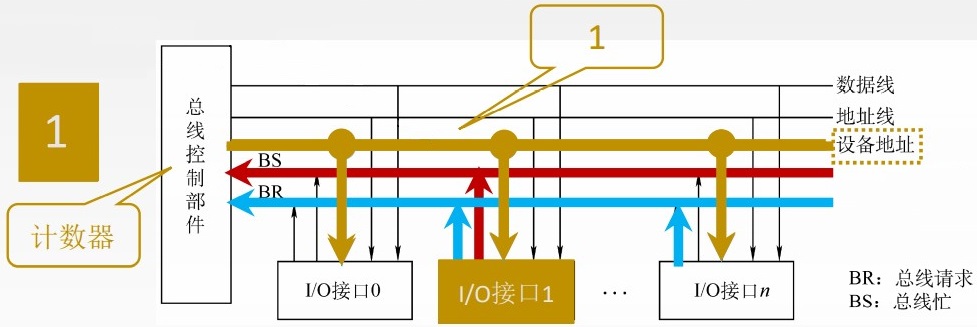 1
数据线
地址线
1
总线控制部件
设备地址
BS
BR
计数器
I/O接口0
I/O接口1
...
I/O接口n
BR：总线请求
BS：总线忙